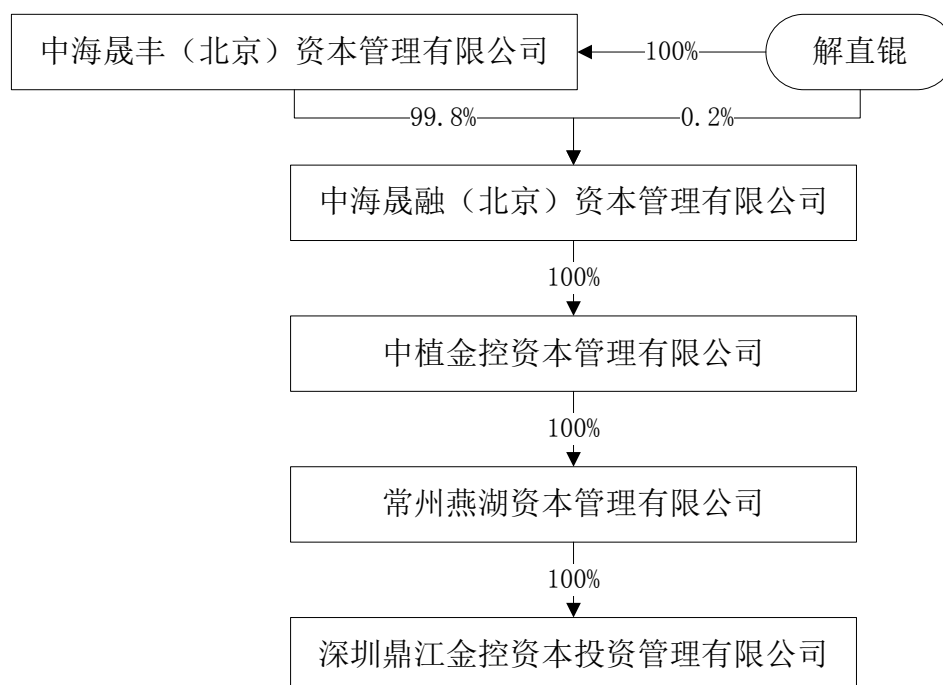 中海晟丰（北京）资本管理有限公司
100%
解直锟
99.8%
0.2%
中海晟融（北京）资本管理有限公司
100%
中植金控资本管理有限公司
100%
常州燕湖资本管理有限公司
100%
深圳鼎江金控资本投资管理有限公司